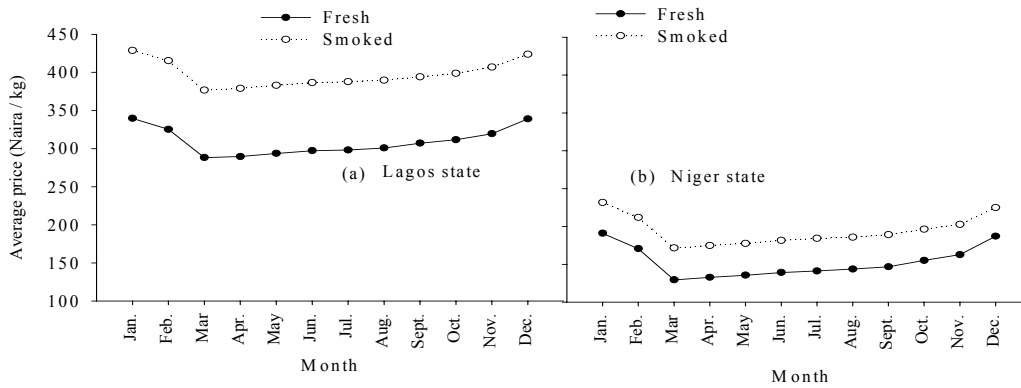 Fresh
Smoked
Fresh
Smoked
Average price (Naira / kg)
450
400
350
300
250
200
150
100
(a) Lagos state
(b) Niger state
Jan.
Feb.
Mar
Apr.
May
Jun.
Jul.
Aug.
Sept.
Oct.
Nov.
Dec.
Month
Jan.
Feb.
Mar
Apr.
May
Jun.
Jul.
Aug.
Sept.
Oct.
Nov.
Dec.
Month